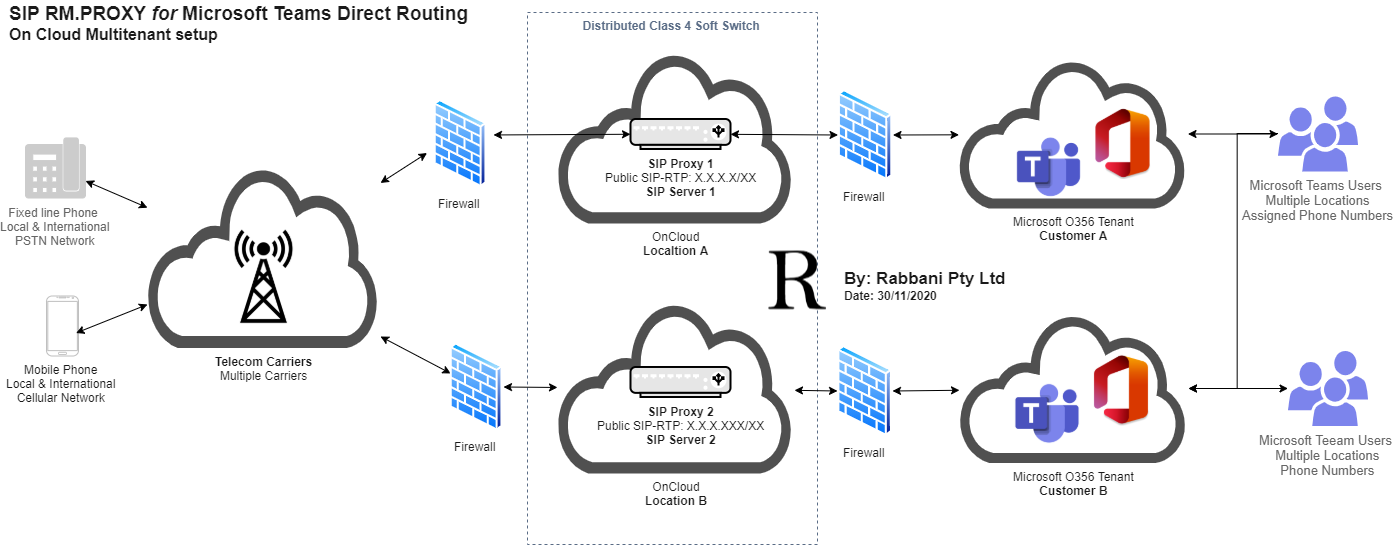 SIP RM.PROXY for Microsoft Teams Direct Routing
On Cloud Multitenant setup
Distributed Class 4 Soft Switch
Fixed line Phone
Local & International
PSTN Network
Mobile Phone
Local & International
Cellular Network
Telecom Carriers
Multiple Carriers
Firewall
Firewall
SIP Proxy 1
Public SIP-RTP: X.X.X.X/XX
SIP Server 1
OnCloud
Localtion A
SIP Proxy 2
Public SIP-RTP: X.X.X.XXX/XX
SIP Server 2
OnCloud
Location B
R
By: Rabbani Pty Ltd
Date: 30/11/2020
Firewall
Firewall
T
Microsoft O356 Tenant
Customer A
T
Microsoft O356 Tenant
Customer B
Microsoft Teams Users
Multiple Locations
Assigned Phone Numbers
Microsoft Teeam Users
Multiple Locations
Phone Numbers